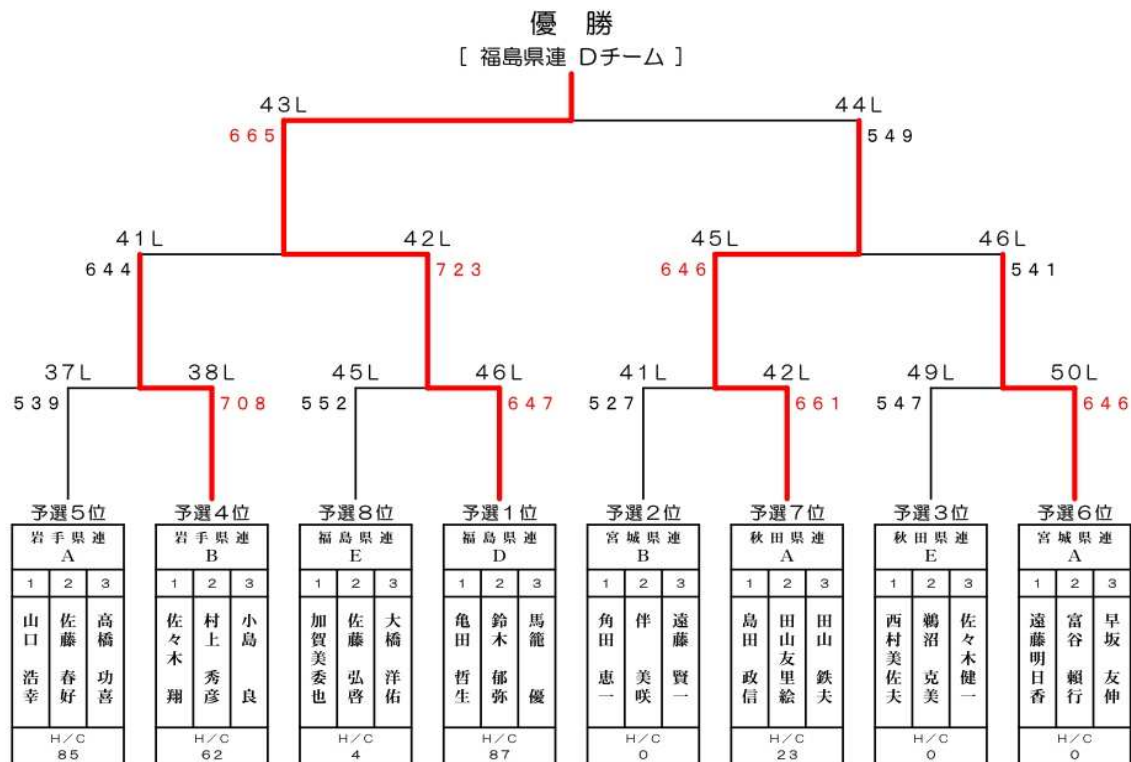 優 勝
[ 福島県連 Dチーム ]
43L 44L
665 549
41L 42L 45L 46L
644 723 646 541
37L 38L 45L 46L 41L 42L 49L 50L
539 708 552 647 527 661 547 646
予選5位 予選4位 予選8位 予選1位 予選2位 予選7位 予選3位 予選6位
岩手県連 岩手県連 福島県連 福島県連 宮城県連 秋田県連 秋田県連 宮城県連
A B E D B A E A
1 2 3 1 2 3 1 2 3 1 2 3 1 2 3 1 2 3 1 2 3 1 2 3
山口 浩幸
佐藤 春好
高橋 功喜
佐々木 翔
村上 秀彦
小島 良
加賀美委也
佐藤 弘啓
大橋 洋佑
亀田 哲生
鈴木 郁弥
馬籠 優
角田 恵一
伴 美咲
遠藤 賢一
島田 政信
田山友里絵
田山 鉄夫
西村美佐夫
鵜沼 克美
佐々木健一
遠藤明日香
富谷 頼行
早坂 友伸
H/C H/C H/C H/C H/C H/C H/C H/C
85 62 4 87 0 23 0 0